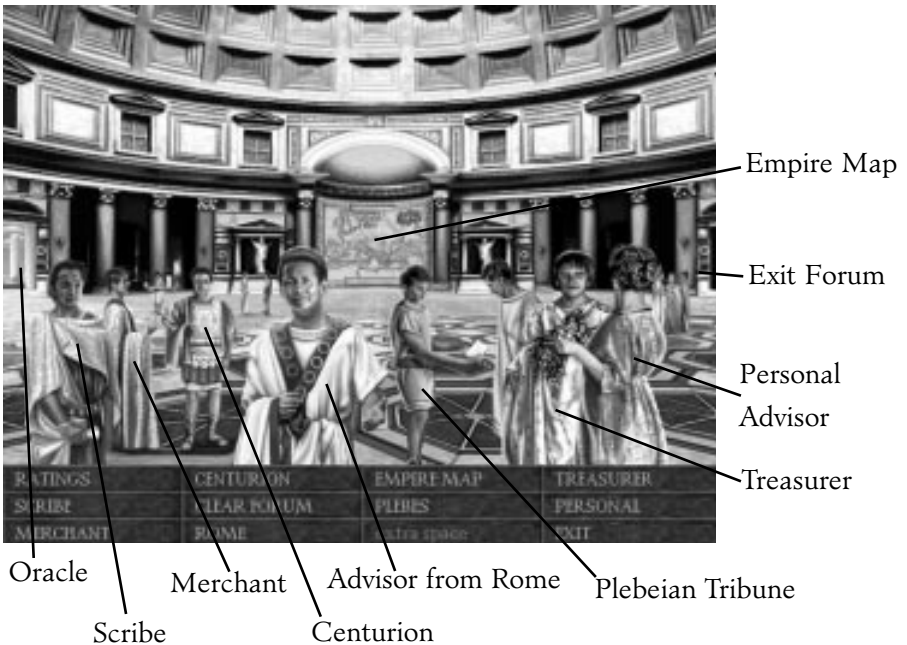 Empire Map
Exit Forum
Personal
Advisor
Treasurer
RATINGS CENTURION EMPIRE MAP TREASURER
SCRIBE CLEAR FORUM PLEBES PERSONAL
MERCHANT ROME extra space EXIT
Oracle
Merchant
Advisor from Rome
Plebeian Tribune
Scribe
Centurion